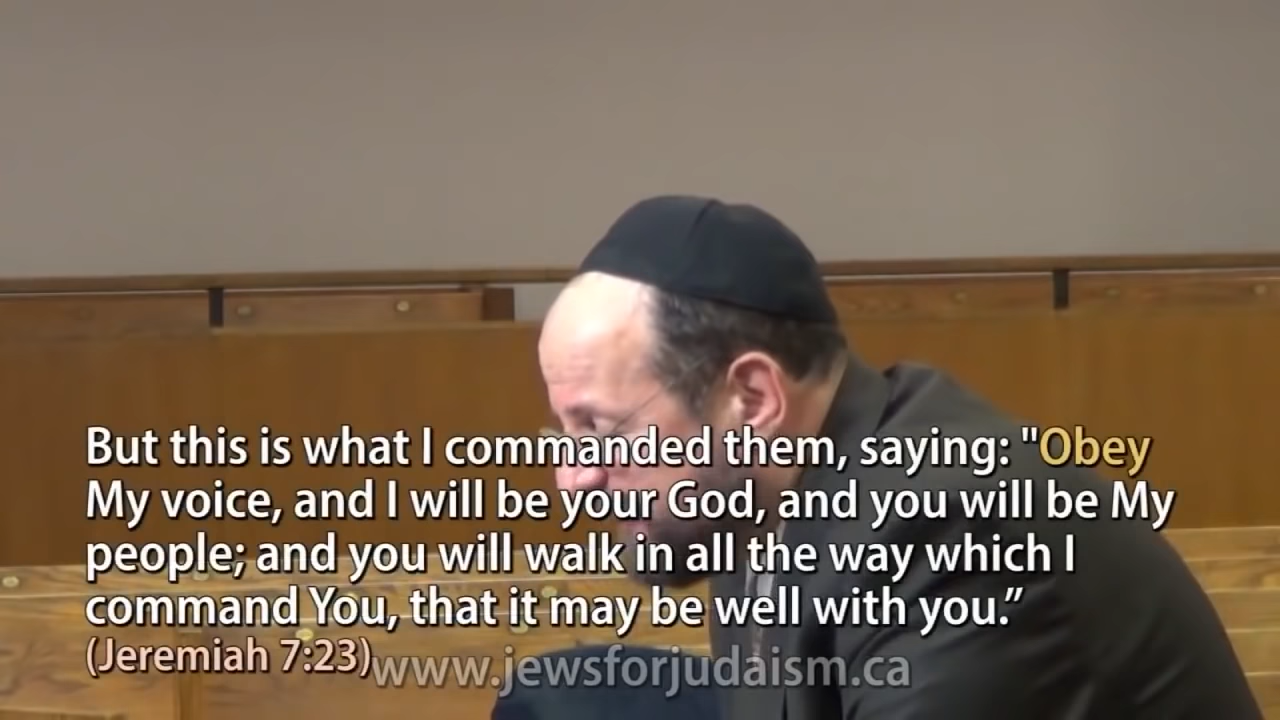 But this is what I commanded them, saying: "Obey
My voice, and I will be your God, and you will be My
people; and you will walk in all the way which I
command You, that it may be well with you.”
(Jeremiah 7:23)
www.jewsforjudaism.ca